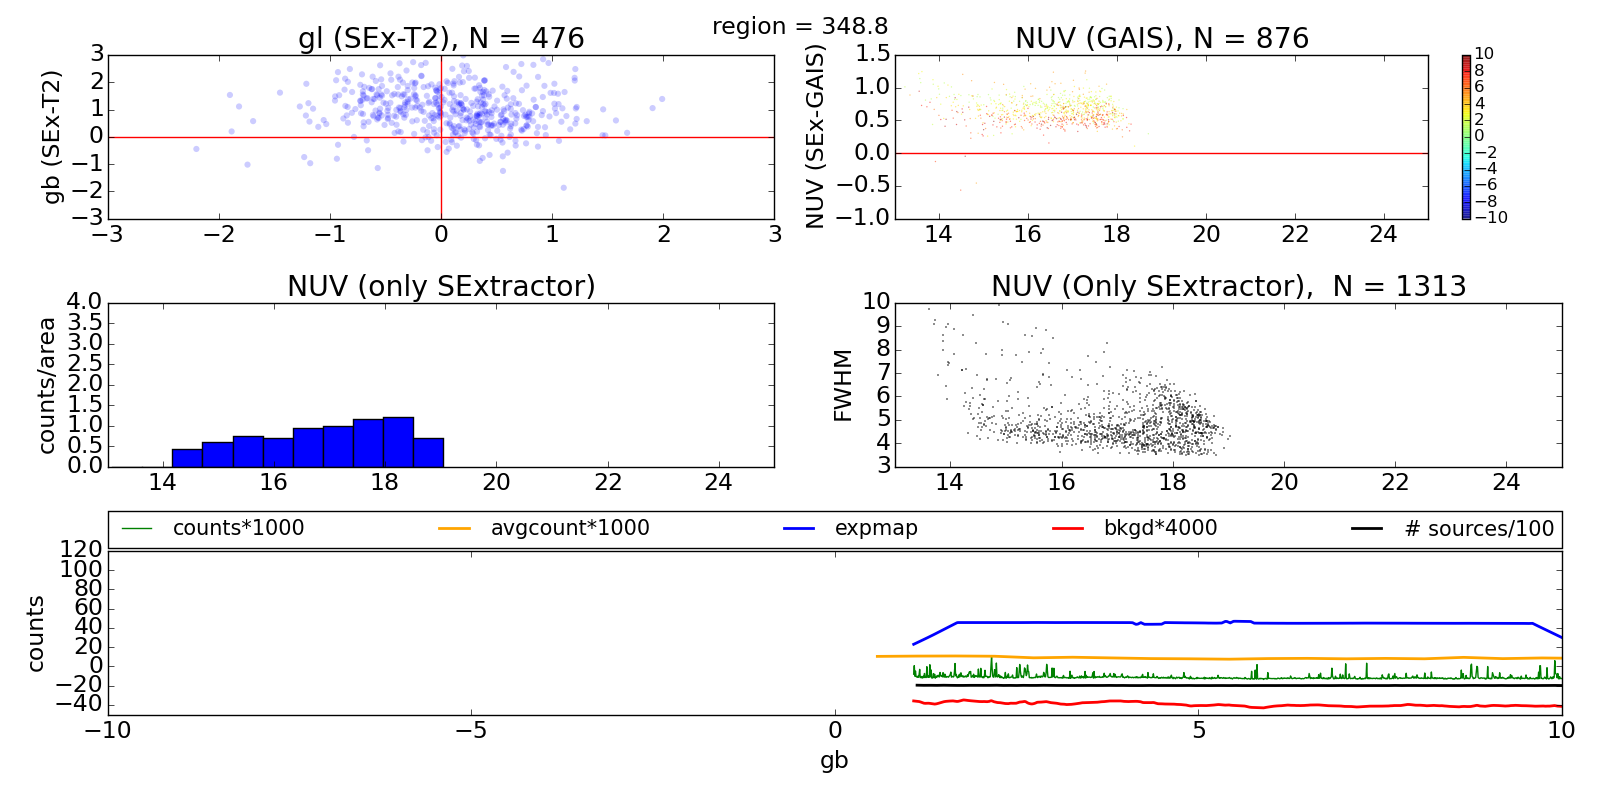 region = 348.8
gl (SEx-T2), N = 476
gb (SEx-T2)
3
2
1
0
−1
−2
−3
−3 −2 −1 0 1 2 3
NUV (GAIS), N = 876
NUV (SEx-GAIS)
1.5
1.0
0.5
0.0
−0.5
−1.0
14 16 18 20 22 24
10
8
6
4
2
0
−2
−4
−6
−8
−10
NUV (only SExtractor)
counts/area
4.0
3.5
3.0
2.5
2.0
1.5
1.0
0.5
0.0
14 16 18 20 22 24
NUV (Only SExtractor), N = 1313
FWHM
10
9
8
7
6
5
4
3
14 16 18 20 22 24
counts*1000 avgcount*1000 expmap bkgd*4000 # sources/100
counts
120
100
80
60
40
20
0
−20
−40
−10 −5 0 5 10
gb